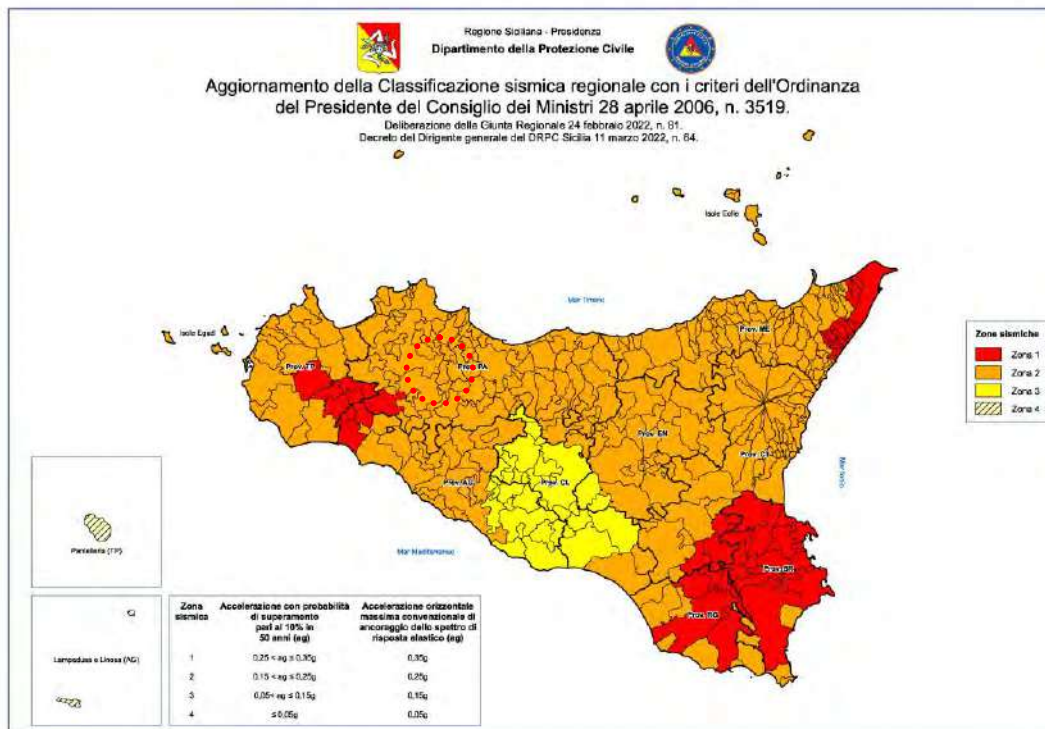 Regione Siciliana - Presidenza
Dipartimento della Protezione Civile
Aggiornamento della Classificazione sismica regionale con i criteri dell'Ordinanza
del Presidente del Consiglio dei Ministri 28 aprile 2006, n. 3519.
Deliberazione della Giunta Regionale 24 febbraio 2022, n. 81.
Decreto del Dirigente generale del DRPC Sicilia 11 marzo 2022, n. 64.
Isole Eolie
Mar Tirreno
Isole Egadi
Prov. ME
Prov. TP
Prov. PA
Zone sismiche
Zona 1
Zona 2
Zona 3
Zona 4
Prov. EN
Prov. CT
Prov. AG
Prov. CL
Mar Ionio
Pantelleria (TP)
Mar Mediterraneo
Prov. SR
Prov. RG
Lampedusa e Linosa (AG)
Zona sismica
Accelerazione con probabilità di superamento pari al 10% in 50 anni (ag)
Accelerazione orizzontale massima convenzionale di ancoraggio dello spettro di risposta elastico (ag)
1 0,25 < ag ≤ 0,35g 0,35g
2 0,15 < ag ≤ 0,25g 0,25g
3 0,05< ag ≤ 0,15g 0,15g
4 ≤ 0,05g 0,05g